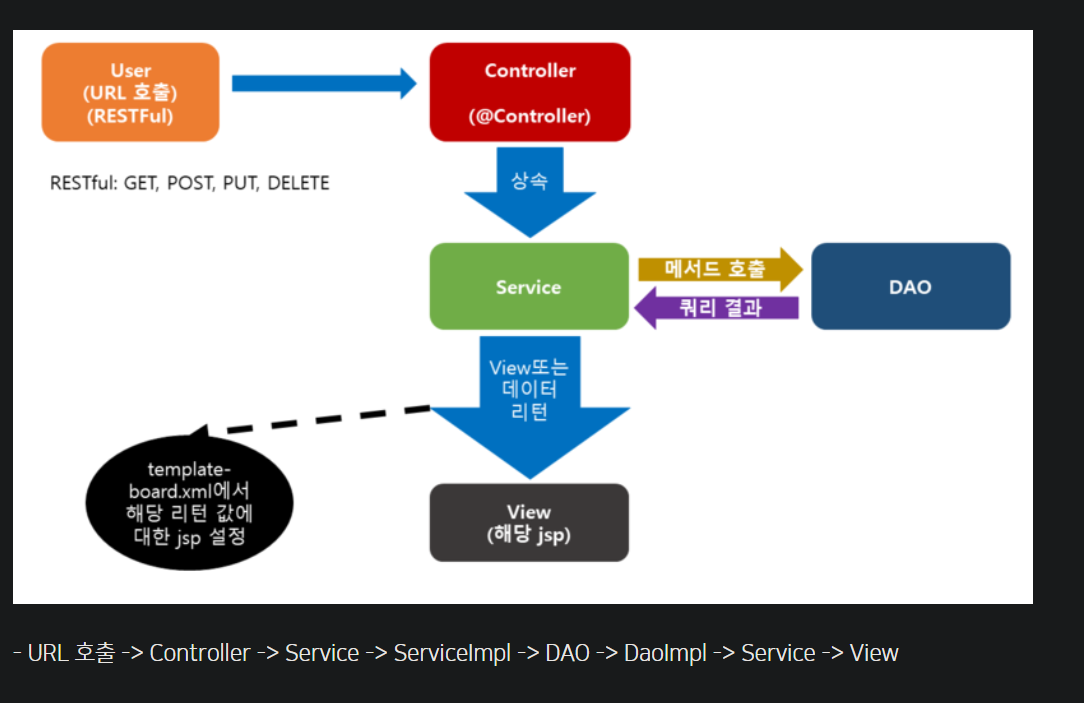 User
(URL 호출)
(RESTFul)
Controller
(@Controller)
RESTful: GET, POST, PUT, DELETE
상속
Service
메서드 호출
쿼리 결과
DAO
View또는
데이터
리턴
template-
board.xml에서
해당 리턴 값에
대한 jsp 설정
View
(해당 jsp)
- URL 호출 -> Controller -> Service -> ServiceImpl -> DAO -> DaoImpl -> Service -> View